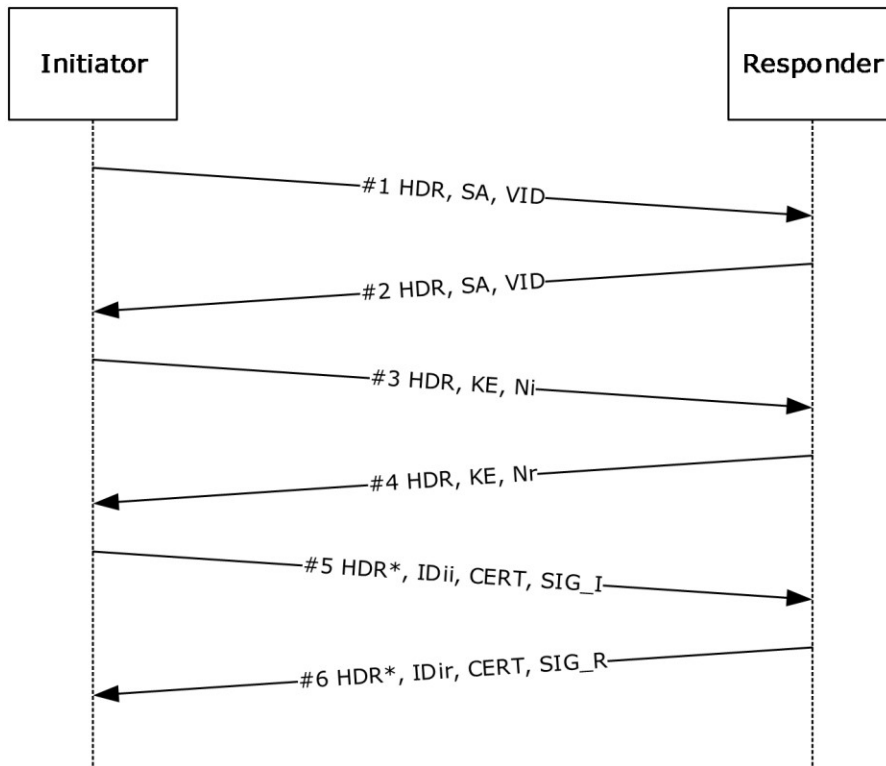 Initiator
Responder
#1 HDR, SA, VID
#2 HDR, SA, VID
#3 HDR, KE, Ni
#4 HDR, KE, Nr
#5 HDR*, IDii, CERT, SIG_I
#6 HDR*, IDir, CERT, SIG_R